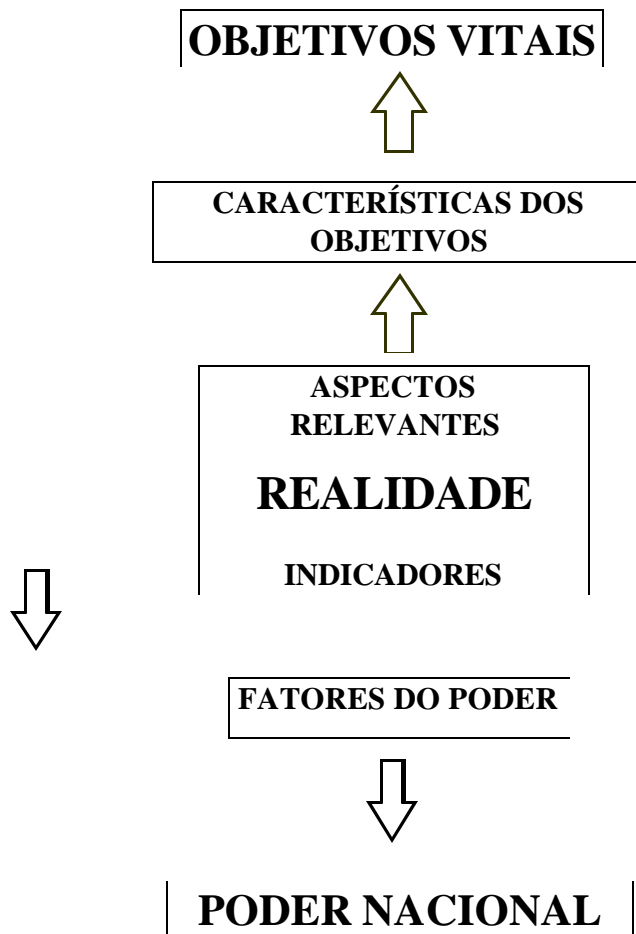 OBJETIVOS VITAIS
CARACTERÍSTICAS DOS
OBJETIVOS
ASPECTOS
RELEVANTES
REALIDADE
INDICADORES
FATORES DO PODER
PODER NACIONAL